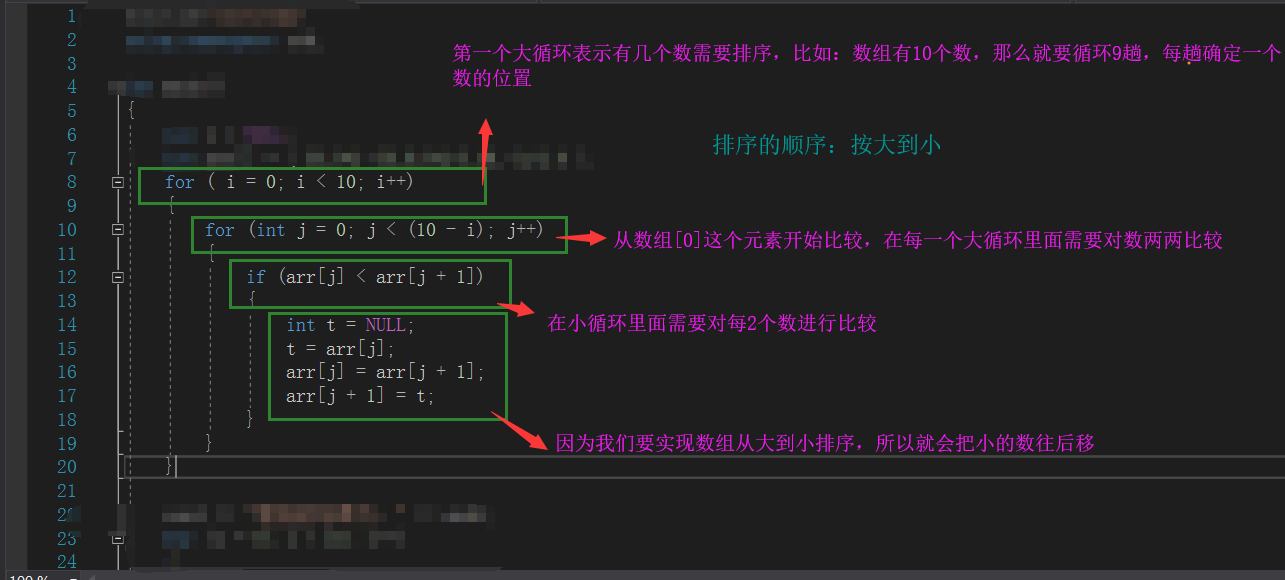 1
2
第一个大循环表示有几个数需要排序，比如：数组有10个数，那么就要循环9趟，每趟确定一个
数的位置
3
4
5 {
6
排序的顺序：按大到小
7
8 for ( i = 0; i < 10; i++)
9 {
10 for (int j = 0; j < (10 - i); j++)
从数组[0]这个元素开始比较，在每一个大循环里面需要对数两两比较
11 {
12 if (arr[j] < arr[j + 1])
13 {
在小循环里面需要对每2个数进行比较
14 int t = NULL;
15 t = arr[j];
16 arr[j] = arr[j + 1];
17 arr[j + 1] = t;
18 }
19 }
因为我们要实现数组从大到小排序，所以就会把小的数往后移
20 }
21
22
23
24